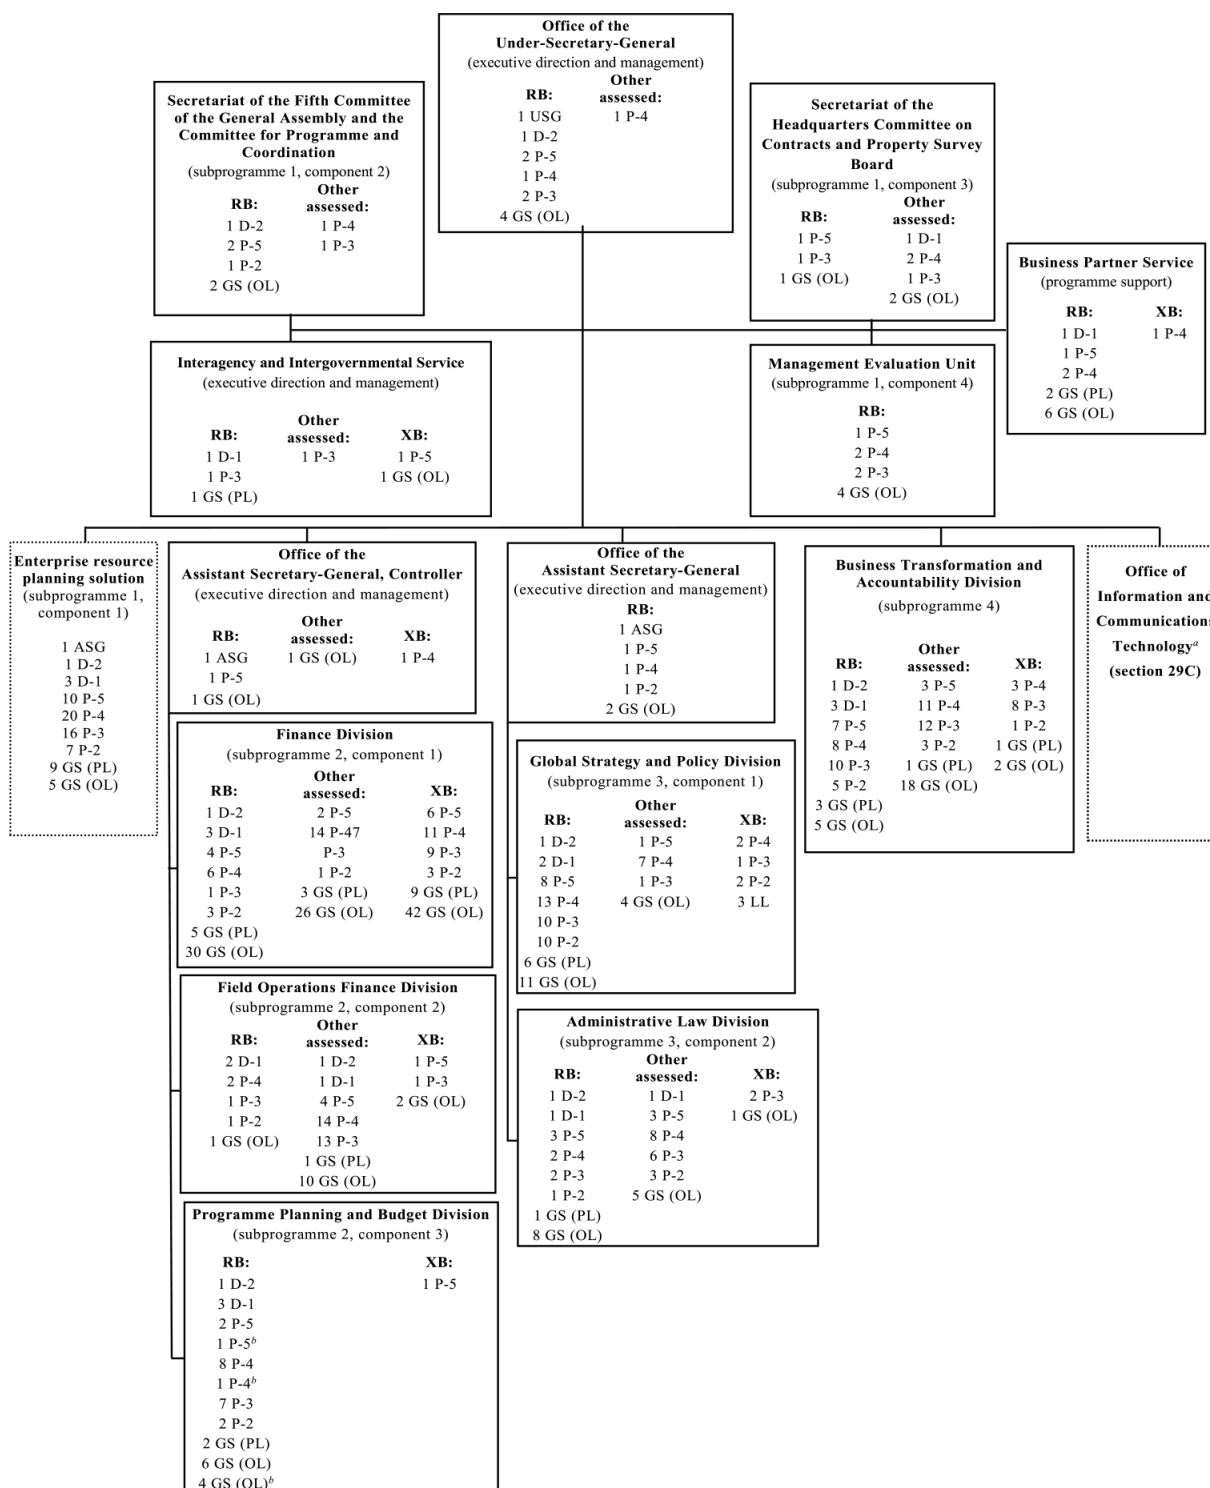 Office of the
Under-Secretary-General
(executive direction and management)
RB:
Other
assessed:
1 USG
1 P-4
1 D-2
2 P-5
1 P-4
2 P-3
4 GS (OL)
Secretariat of the Fifth Committee
of the General Assembly and the
Committee for Programme and
Coordination
(subprogramme 1, component 2)
RB:
Other
assessed:
1 D-2
1 P-4
2 P-5
1 P-3
1 P-2
2 GS (OL)
Secretariat of the
Headquarters Committee on
Contracts and Property Survey
Board
(subprogramme 1, component 3)
RB:
Other
assessed:
1 P-5
1 D-1
1 P-3
2 P-4
1 GS (OL)
1 P-3
2 GS (OL)
Business Partner Service
(programme support)
RB:
XB:
1 D-1
1 P-4
1 P-5
2 P-4
2 GS (PL)
6 GS (OL)
Interagency and Intergovernmental Service
(executive direction and management)
RB:
Other
assessed:
XB:
1 D-1
1 P-3
1 P-5
1 P-3
1 GS (OL)
1 GS (PL)
Management Evaluation Unit
(subprogramme 1, component 4)
RB:
1 P-5
2 P-4
2 P-3
4 GS (OL)
Enterprise resource
planning solution
(subprogramme 1,
component 1)
1 ASG
1 D-2
3 D-1
10 P-5
20 P-4
16 P-3
7 P-2
9 GS (PL)
5 GS (OL)
Office of the
Assistant Secretary-General, Controller
(executive direction and management)
RB:
Other
assessed:
XB:
1 ASG
1 GS (OL)
1 P-4
1 P-5
1 GS (OL)
Finance Division
(subprogramme 2, component 1)
RB:
Other
assessed:
XB:
1 D-2
2 P-5
6 P-5
3 D-1
14 P-47
11 P-4
4 P-5
P-3
9 P-3
6 P-4
1 P-2
3 P-2
1 P-3
3 GS (PL)
9 GS (PL)
3 P-2
26 GS (OL)
42 GS (OL)
5 GS (PL)
30 GS (OL)
Field Operations Finance Division
(subprogramme 2, component 2)
RB:
Other
assessed:
XB:
2 D-1
1 D-2
1 P-5
2 P-4
1 D-1
1 P-3
1 P-3
4 P-5
2 GS (OL)
1 P-2
14 P-4
1 GS (OL)
13 P-3
1 GS (PL)
10 GS (OL)
Programme Planning and Budget Division
(subprogramme 2, component 3)
RB:
XB:
1 D-2
1 P-5
3 D-1
2 P-5
1 P-5b
8 P-4
1 P-4b
7 P-3
2 P-2
2 GS (PL)
6 GS (OL)
4 GS (OL)b
Office of the
Assistant Secretary-General
(executive direction and management)
RB:
1 ASG
1 P-5
1 P-4
1 P-2
2 GS (OL)
Global Strategy and Policy Division
(subprogramme 3, component 1)
RB:
Other
assessed:
XB:
1 D-2
1 P-5
2 P-4
2 D-1
7 P-4
1 P-3
8 P-5
1 P-3
2 P-2
13 P-4
4 GS (OL)
3 LL
10 P-3
10 P-2
6 GS (PL)
11 GS (OL)
Administrative Law Division
(subprogramme 3, component 2)
RB:
Other
assessed:
XB:
1 D-2
1 D-1
2 P-3
1 D-1
3 P-5
1 GS (OL)
3 P-5
8 P-4
2 P-4
6 P-3
2 P-3
3 P-2
1 P-2
5 GS (OL)
1 GS (PL)
8 GS (OL)
Business Transformation and
Accountability Division
(subprogramme 4)
RB:
Other
assessed:
XB:
1 D-2
3 P-5
3 P-4
3 D-1
11 P-4
8 P-3
7 P-5
12 P-3
1 P-2
8 P-4
3 P-2
1 GS (PL)
10 P-3
1 GS (PL)
2 GS (OL)
5 P-2
18 GS (OL)
3 GS (PL)
5 GS (OL)
Office of
Information and
Communications
Technologya
(section 29C)